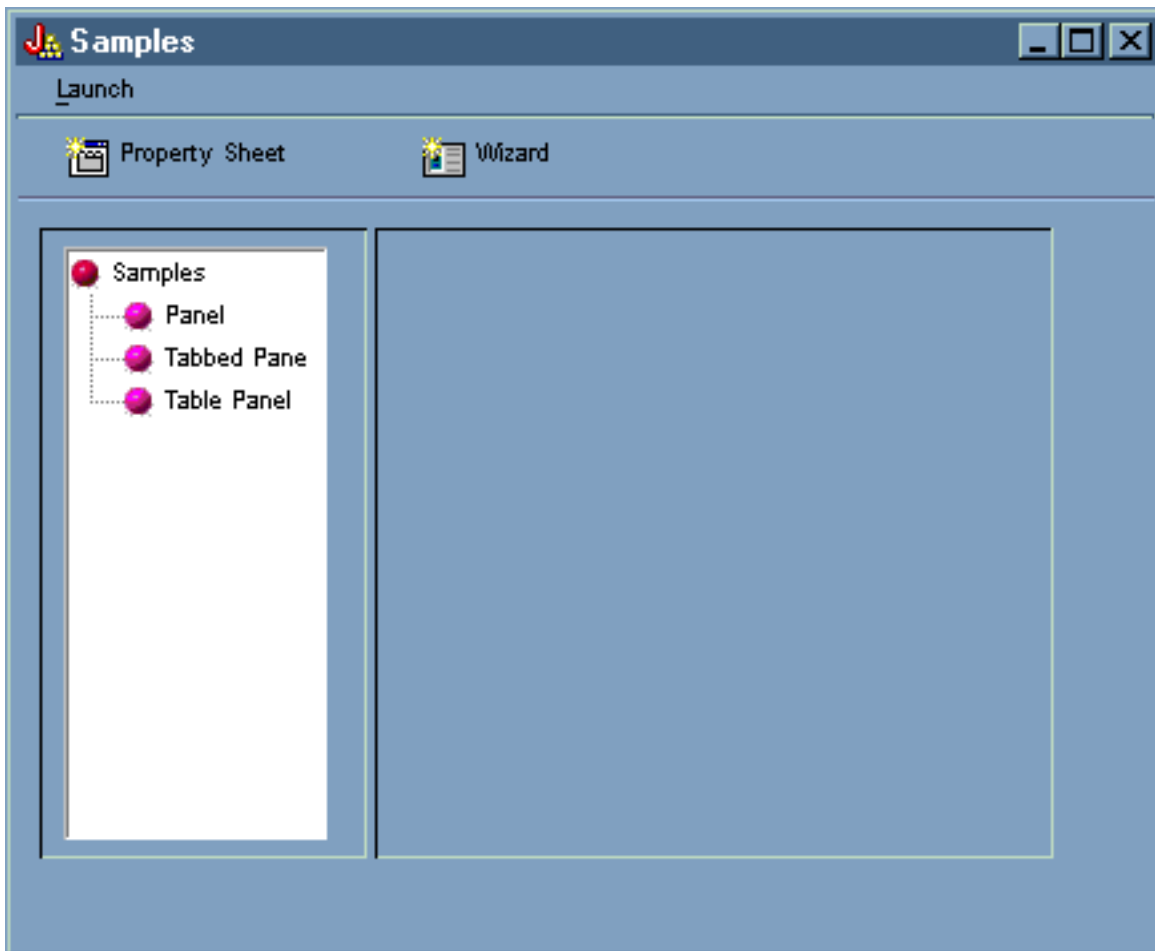 Samples
Launch
Property Sheet Wizard
Samples
Panel
Tabbed Pane
Table Panel